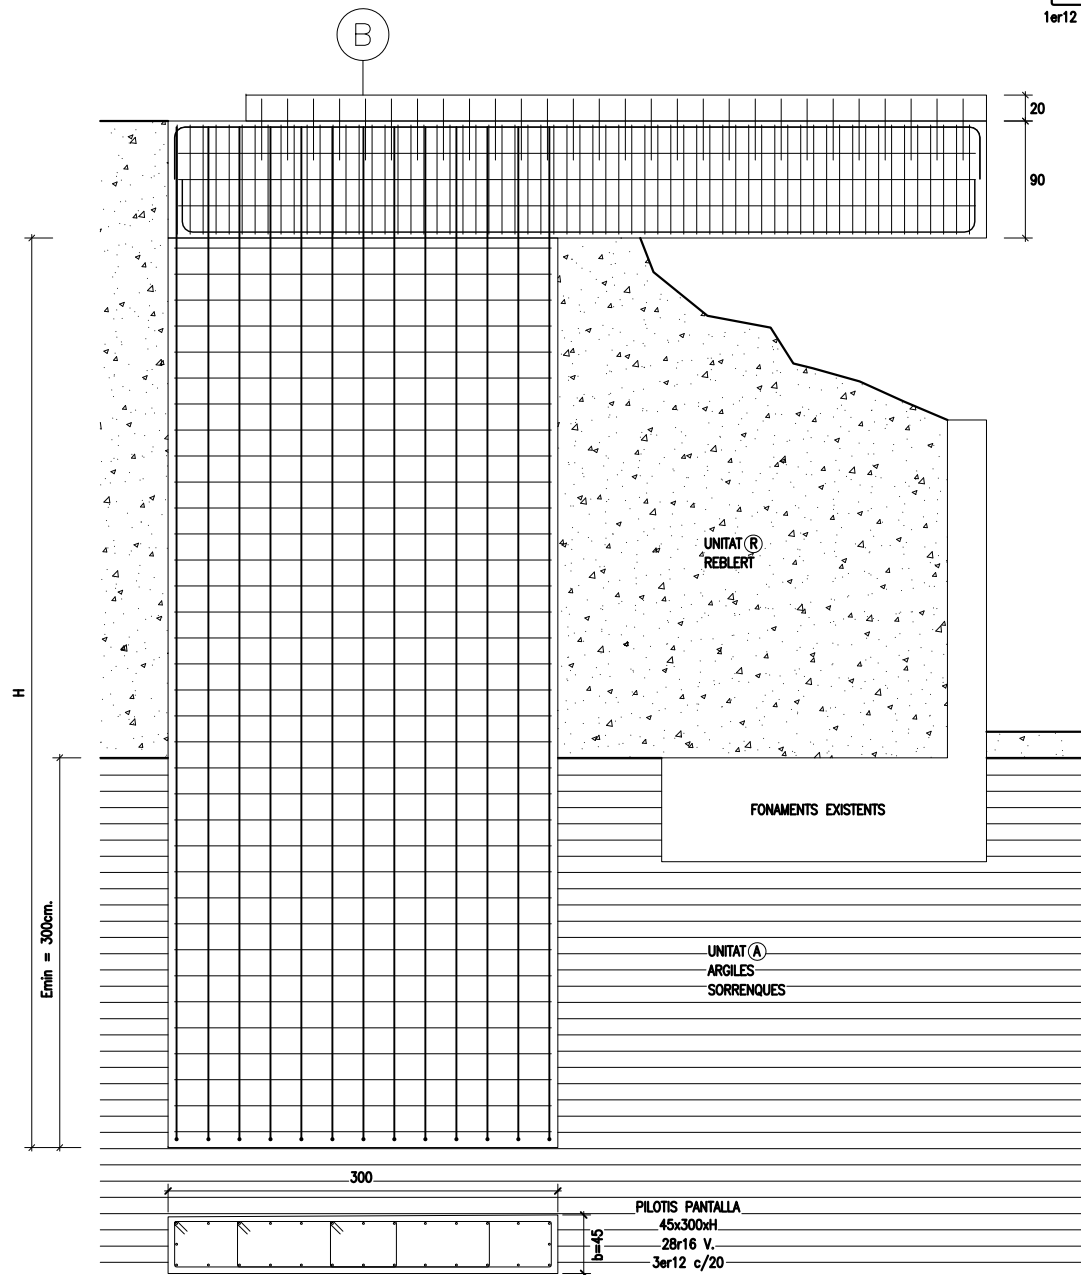 1er12
B
20
90
H
UNITAT R
REBLERT
FONAMENTS EXISTENTS
Emin = 300cm.
UNITAT A
ARGILES
SORRENQUES
300
PILOTIS PANTALLA
45x300xH
28r16 V.
3er12 c/20
b=45